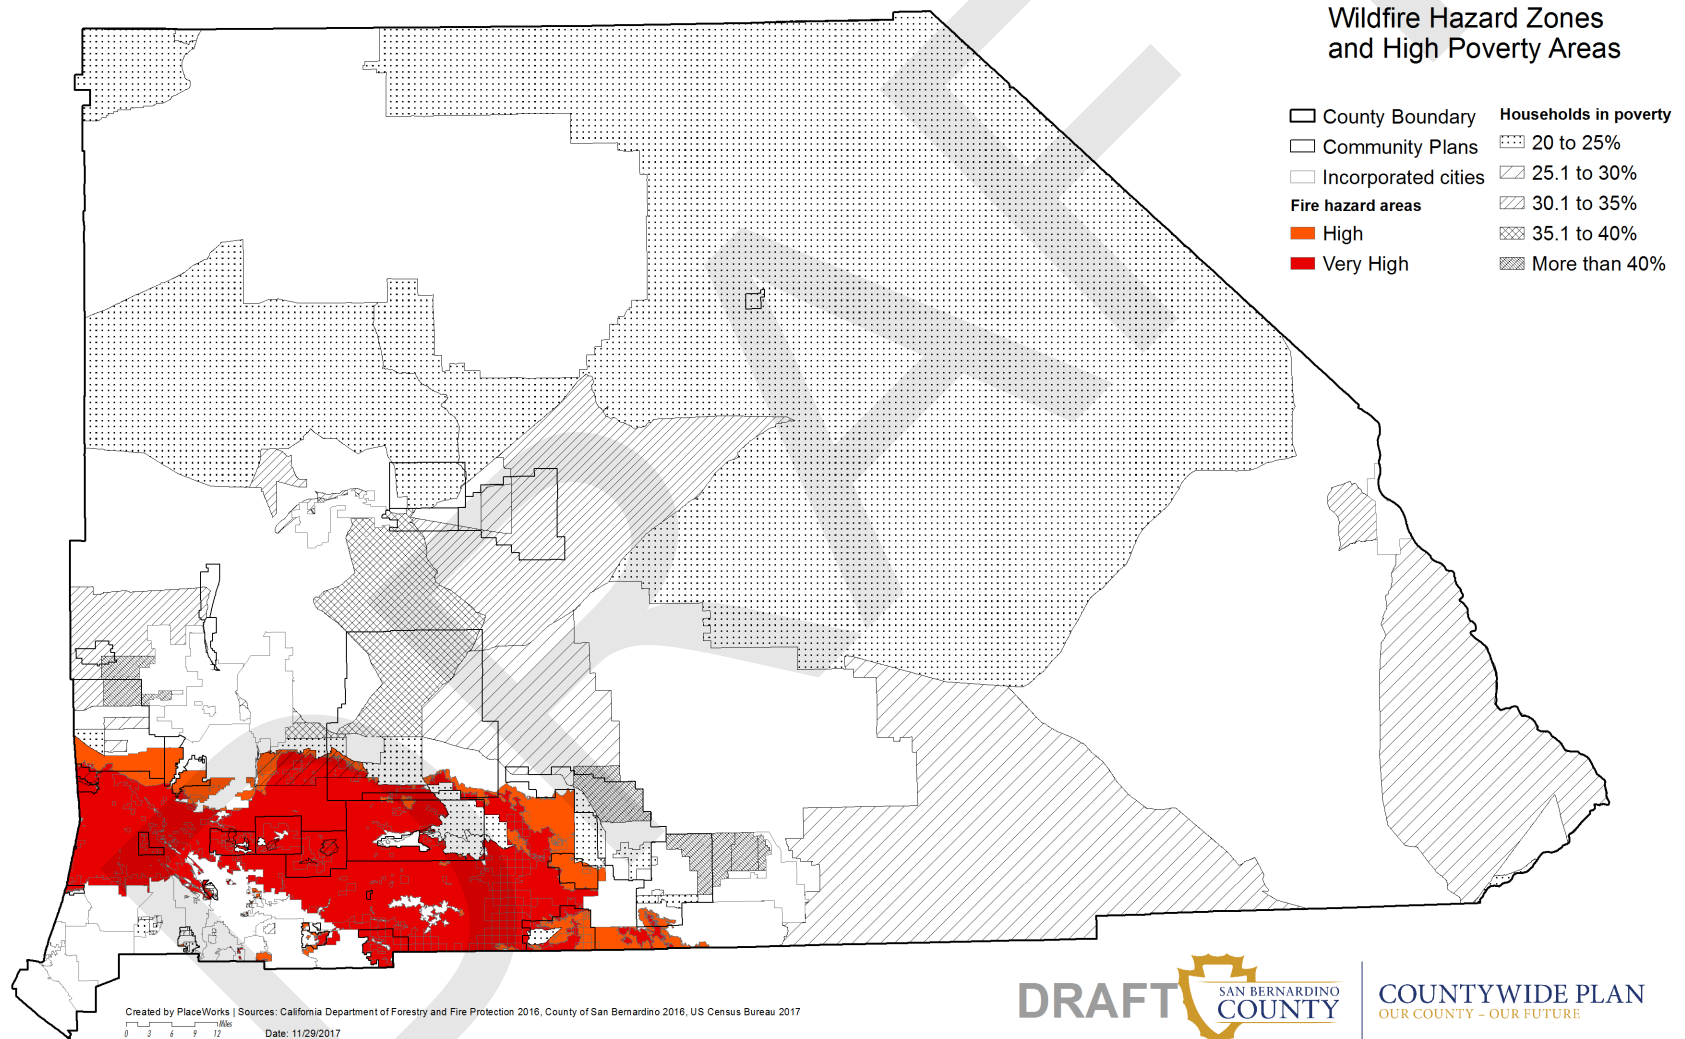 Wildfire Hazard Zones
and High Poverty Areas
County Boundary
Community Plans
Incorporated cities
Fire hazard areas
High
Very High
Households in poverty
20 to 25%
25.1 to 30%
30.1 to 35%
35.1 to 40%
More than 40%
DRAFT
DRAFT
SAN BERNARDINO
COUNTY
COUNTYWIDE PLAN
OUR COUNTY – OUR FUTURE
Created by PlaceWorks | Sources: California Department of Forestry and Fire Protection 2016, County of San Bernardino 2016, US Census Bureau 2017
Miles
0 3 6 9 12
Date: 11/29/2017